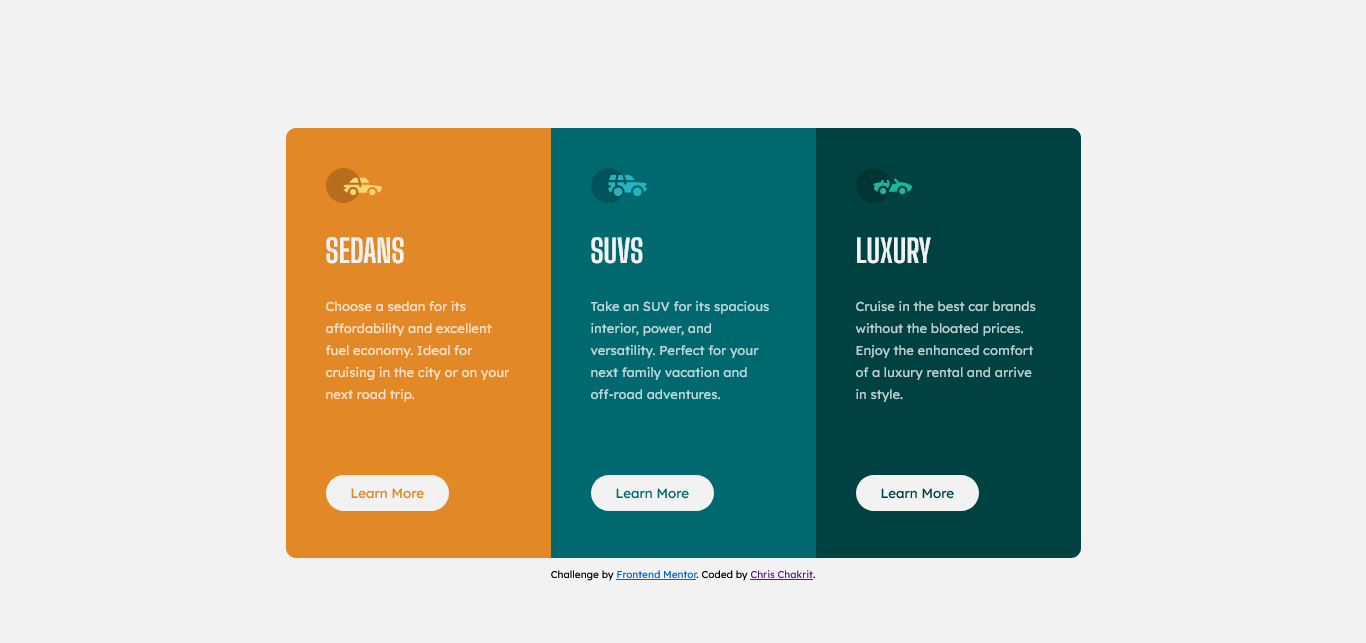 SEDANS
Choose a sedan for its
affordability and excellent
fuel economy. Ideal for
cruising in the city or on your
next road trip.
Learn More
SUVS
Take an SUV for its spacious
interior, power, and
versatility. Perfect for your
next family vacation and
off-road adventures.
Learn More
LUXURY
Cruise in the best car brands
without the bloated prices.
Enjoy the enhanced comfort
of a luxury rental and arrive
in style.
Learn More
Challenge by Frontend Mentor. Coded by Chris Chakrit.